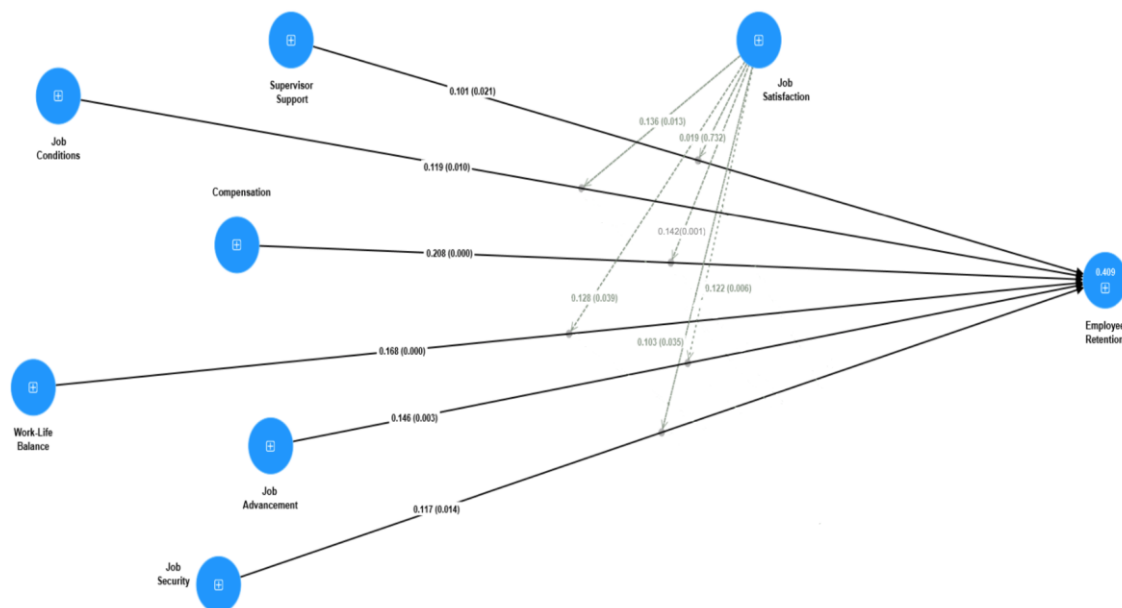 Supervisor
Support
Job
Satisfaction
0.101 (0.021)
Job
Conditions
0.136 (0.013)
0.019 (0.732)
0.119 (0.010)
Compensation
0.142(0.001)
0.208 (0.000)
0.409
0.122 (0.006)
0.128 (0.039)
Employee
Retention
0.103 (0.035)
0.168 (0.000)
0.146 (0.003)
Work-Life
Balance
Job
Advancement
0.117 (0.014)
Job
Security